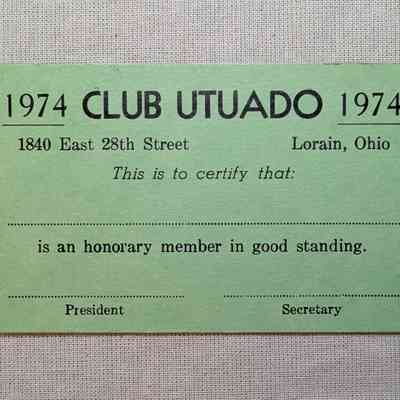 1974 CLUB UTUADO 1974
1840 East 28th Street Lorain, Ohio
This is to certify that:
is an honorary member in good standing.
President Secretary